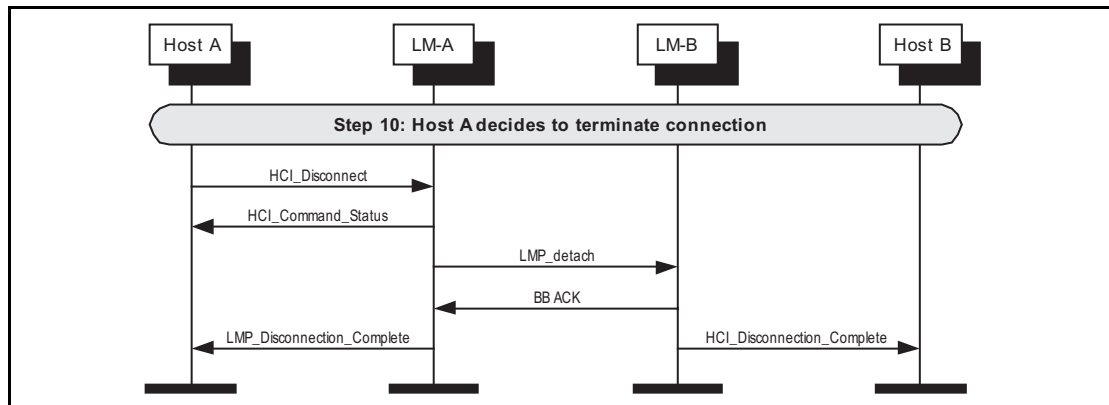 Host A
LM-A
LM-B
Host B
Step 10: Host A decides to terminate connection
HCI_Disconnect
HCI_Command_Status
LMP_detach
BB ACK
LMP_Disconnection_Complete
HCI_Disconnection_Complete